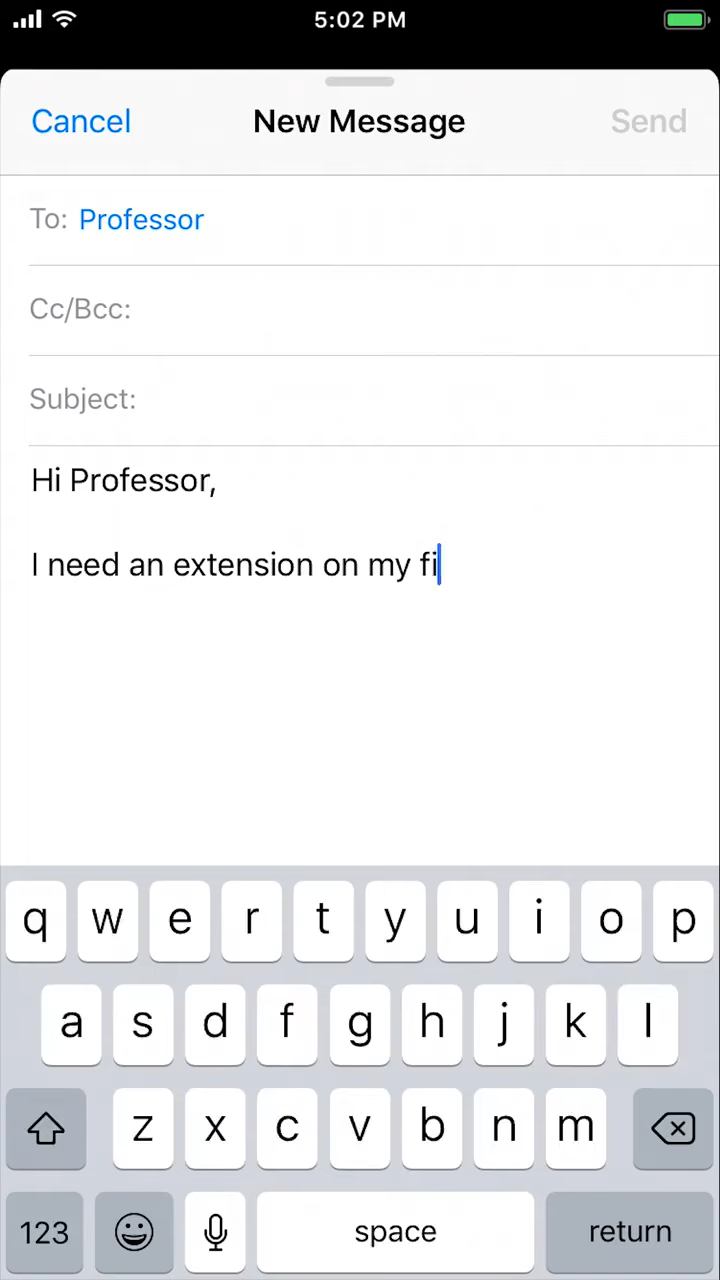 5:02 PM
Cancel New Message Send
To: Professor
Cc/Bcc:
Subject:
Hi Professor,
I need an extension on my fi
q w e r t y u i o p
a s d f g h j k l
z x c v b n m
123 space return